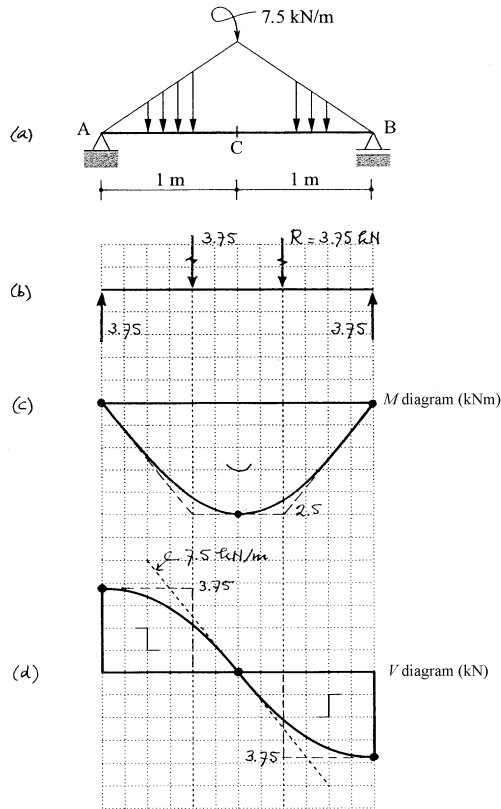 7.5 kN/m
(a)
A
B
C
1 m
1 m
3.75
R = 3.75 kN
(b)
3.75
3.75
(c)
M diagram (kNm)
2.5
7.5 kN/m
3.75
(d)
V diagram (kN)
3.75